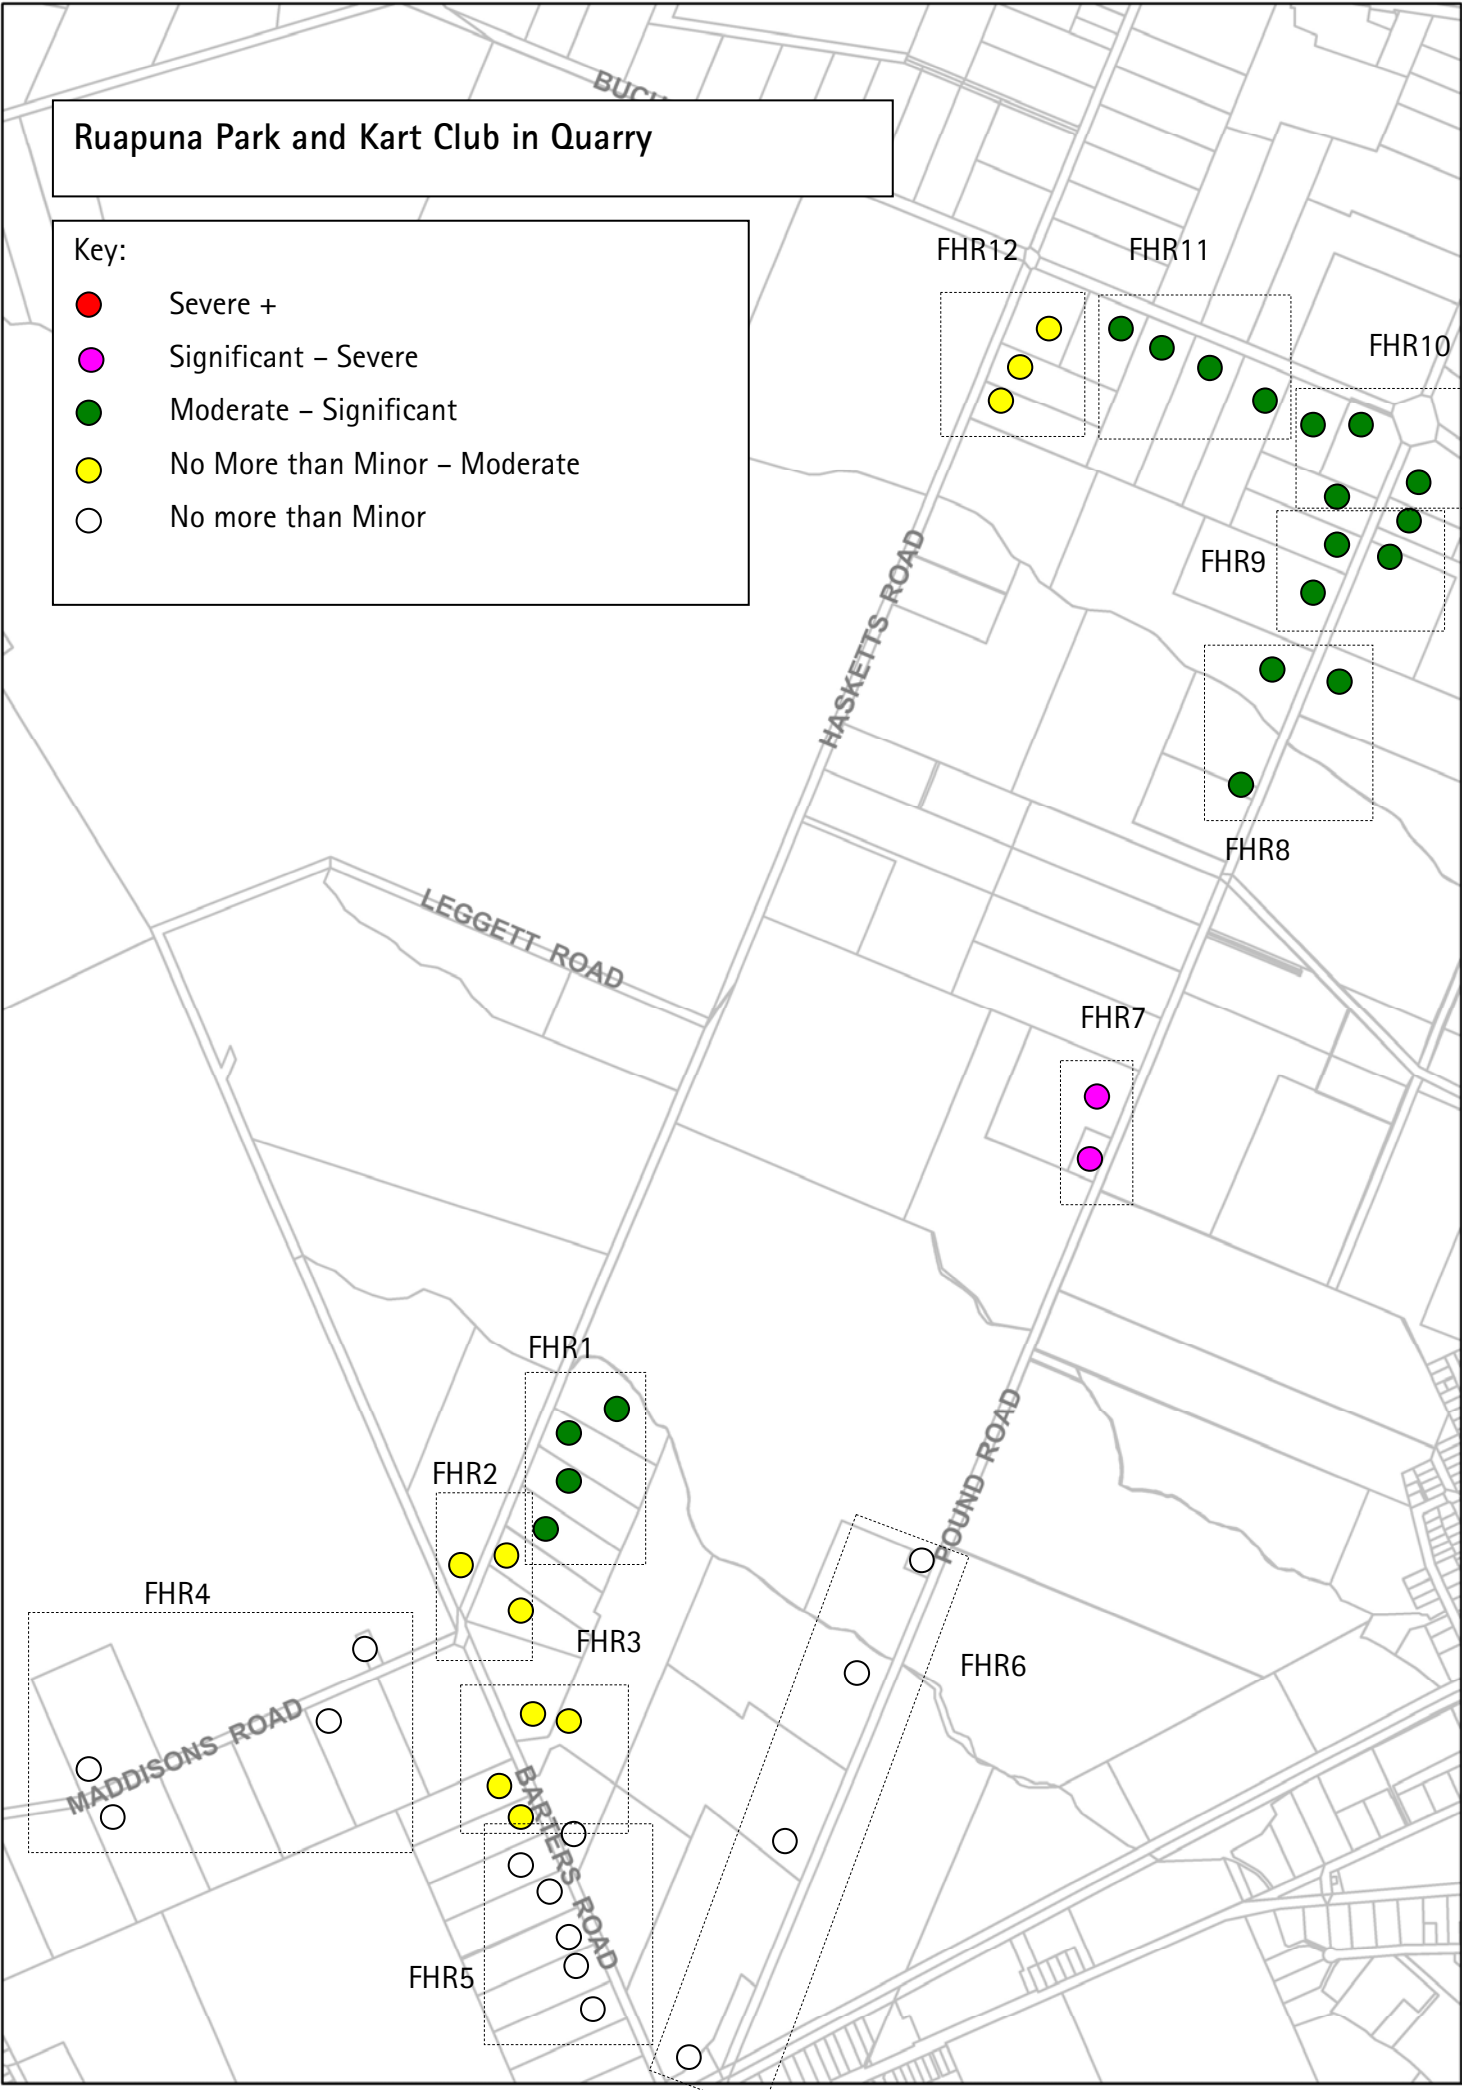 BUCH
Ruapuna Park and Kart Club in Quarry
Key:
Severe +
Significant – Severe
Moderate – Significant
No More than Minor – Moderate
No more than Minor
FHR12
FHR11
FHR10
FHR9
HASKETTS ROAD
FHR8
LEGGETT ROAD
FHR7
FHR1
POUND ROAD
FHR2
FHR4
FHR3
FHR6
MADDISONS ROAD
BARTERS ROAD
FHR5